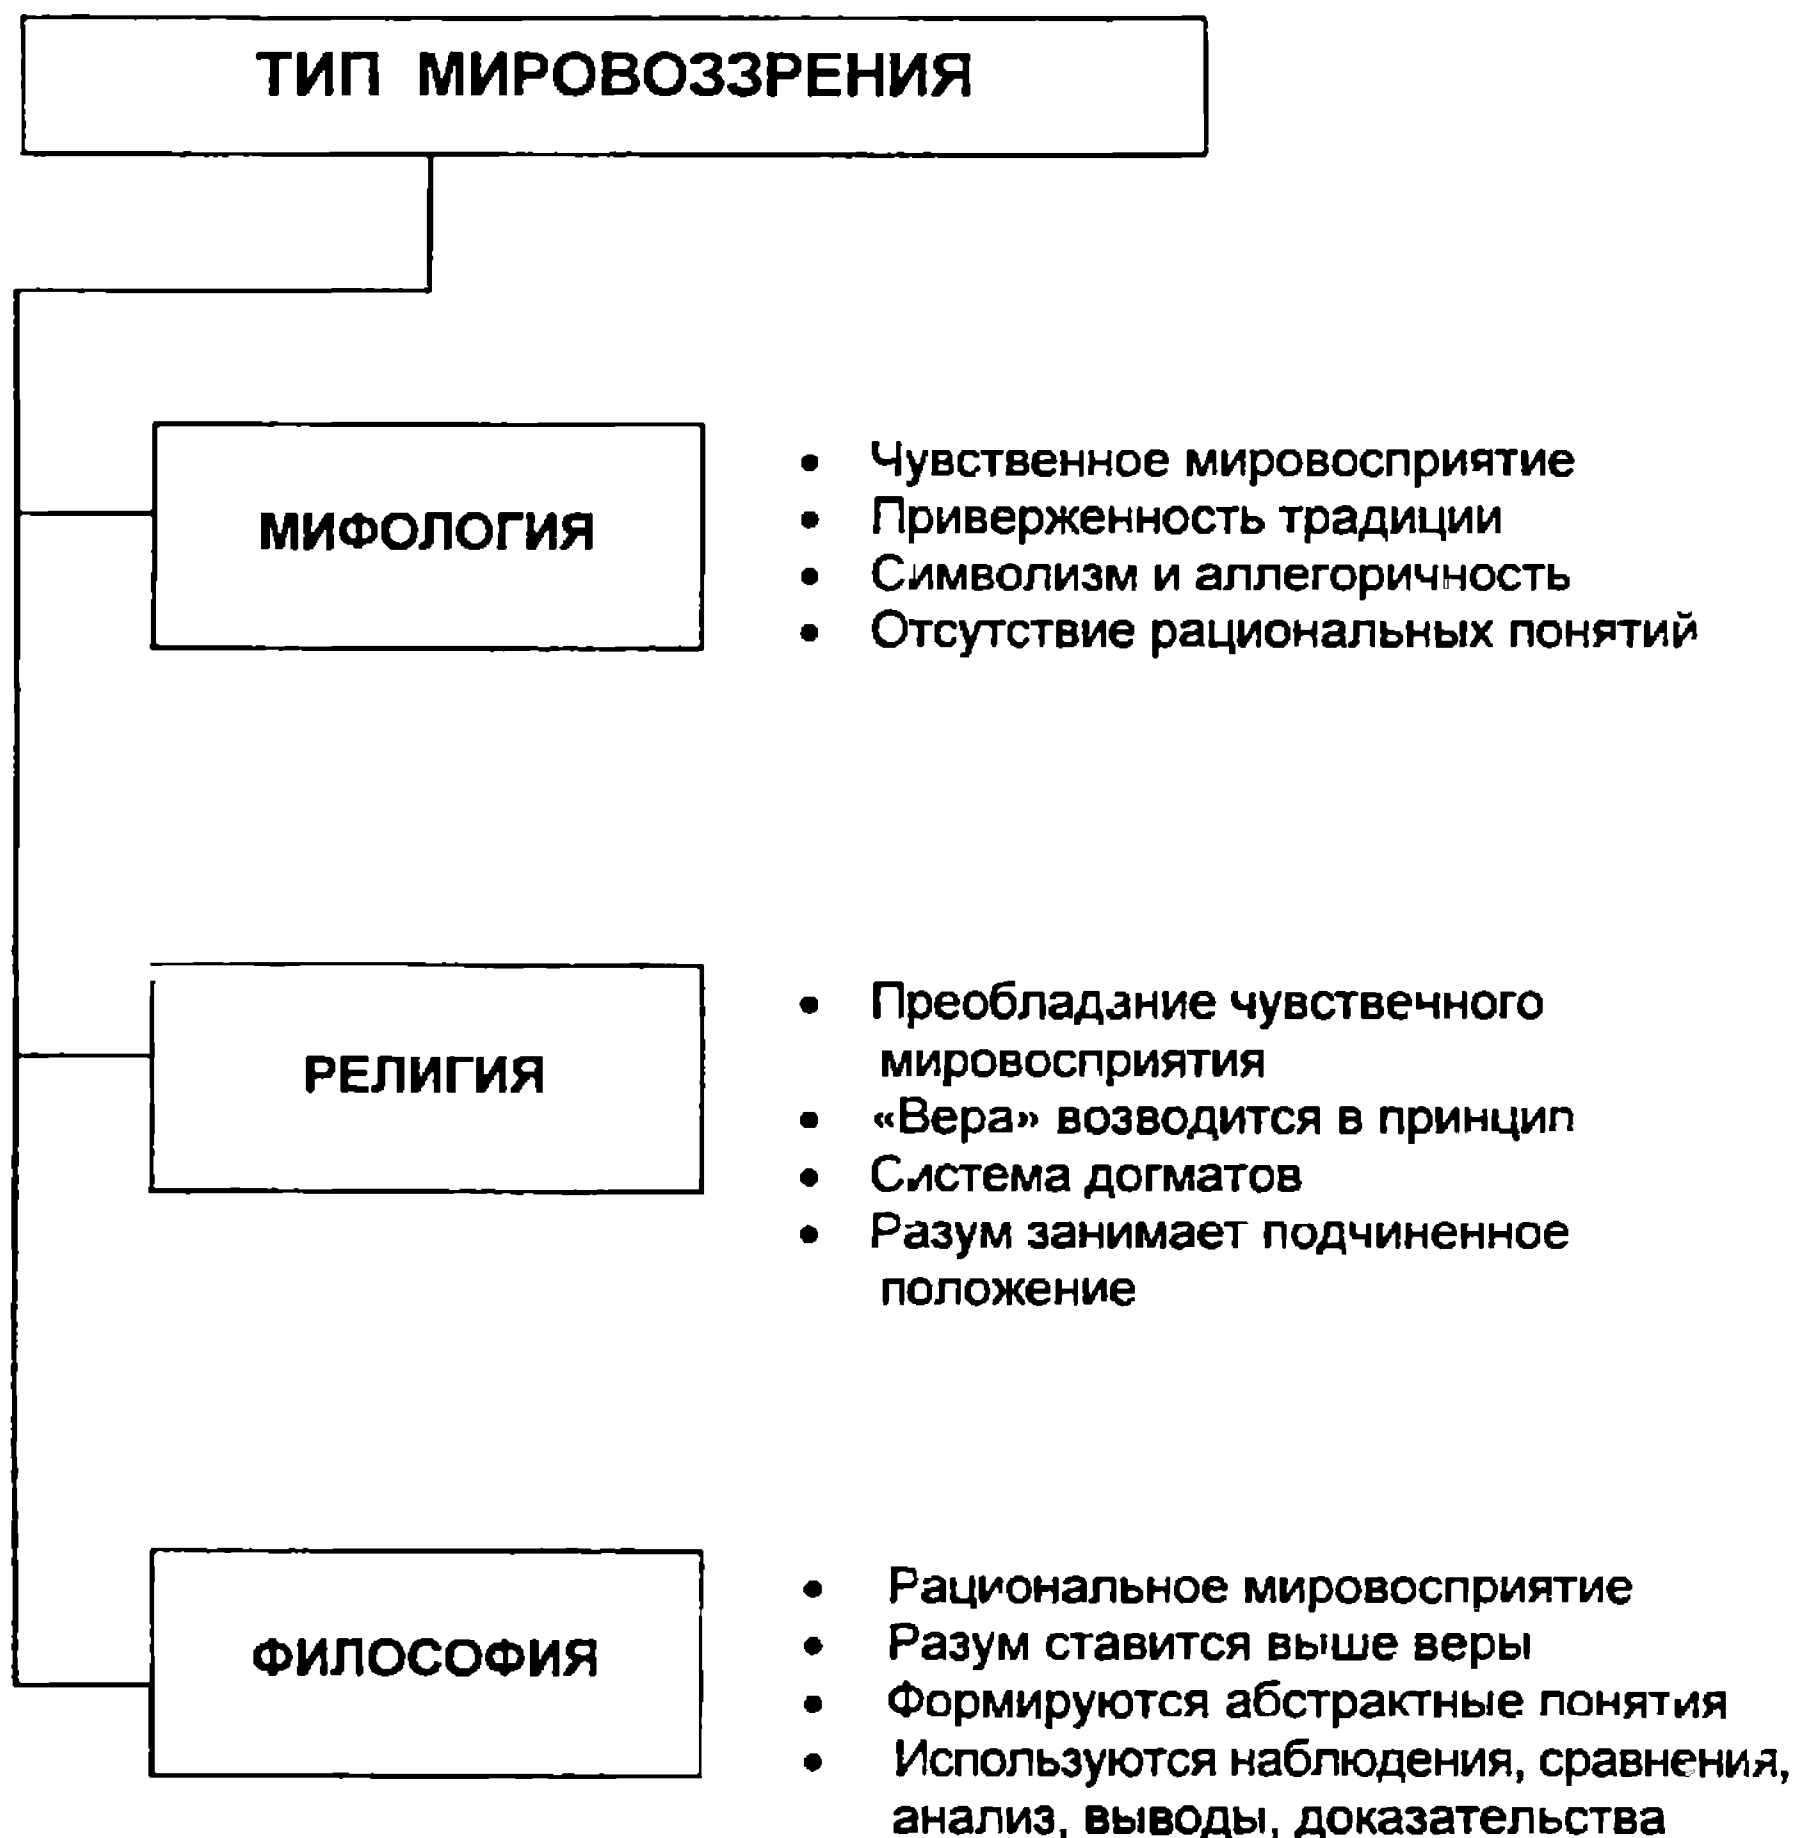 ТИП МИРОВОЗЗРЕНИЯ
МИФОЛОГИЯ
• Чувственное мировосприятие
• Приверженность традиции
• Символизм и аллегоричность
• Отсутствие рациональных понятий
РЕЛИГИЯ
• Преобладание чувственного
мировосприятия
• «Вера» возводится в принцип
• Система догматов
• Разум занимает подчиненное
положение
ФИЛОСОФИЯ
• Рациональное мировосприятие
• Разум ставится выше веры
• Формируются абстрактные понятия
• Используются наблюдения, сравнения,
анализ, выводы, доказательства